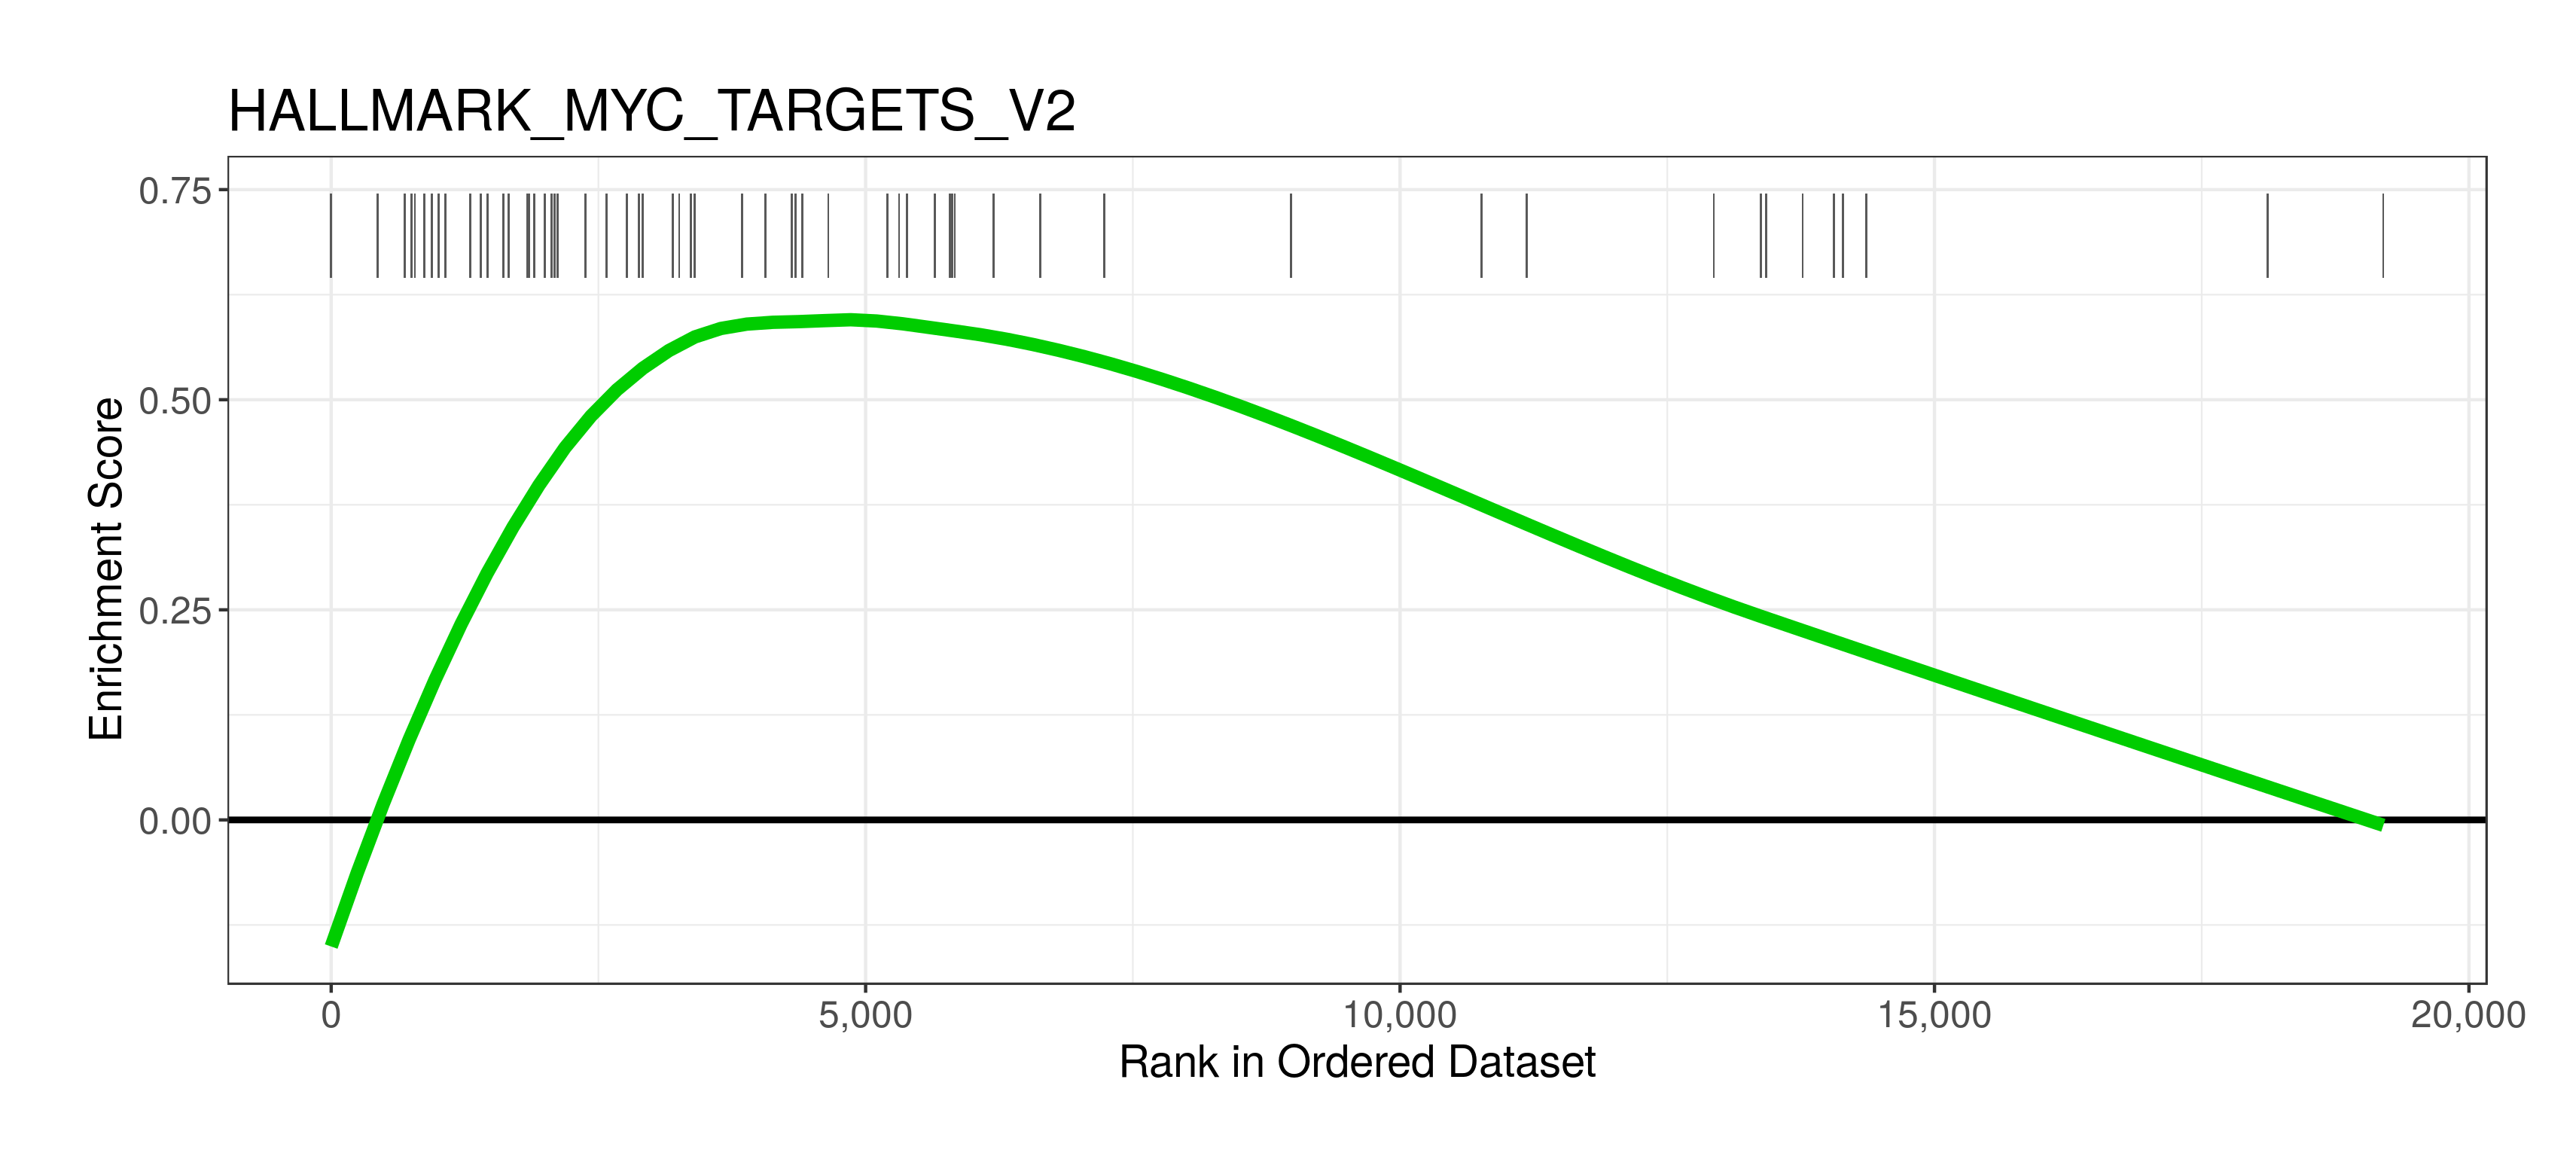 HALLMARK_MYC_TARGETS_V2
Enrichment Score
0.75
0.50
0.25
0.00
0 5,000 10,000 15,000 20,000
Rank in Ordered Dataset